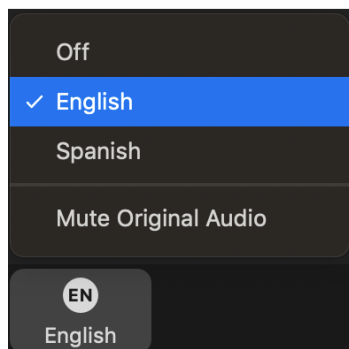 Off
✓ English
Spanish
Mute Original Audio
EN
English